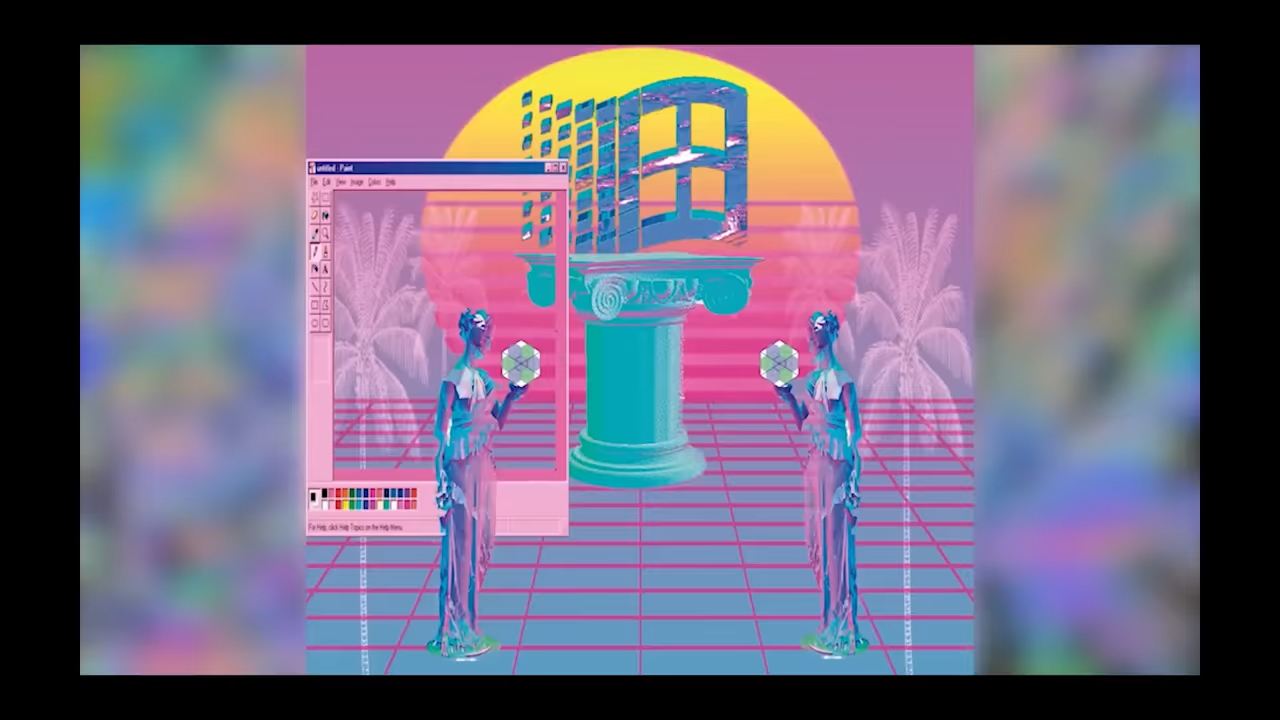 untitled - Paint
File Edit View Image Colors Help
A
For Help, click Help Topics on the Help Menu.